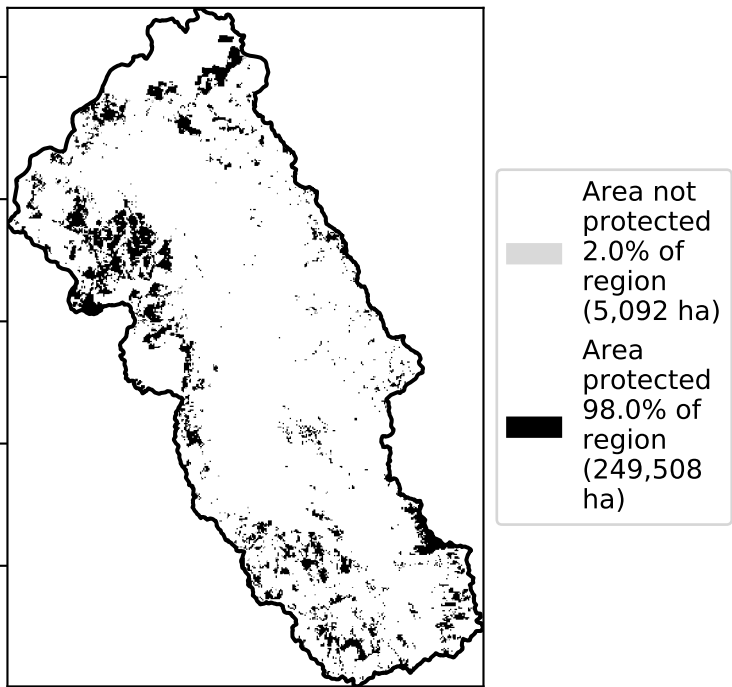 Area not
protected
2.0% of
region
(5,092 ha)
Area
protected
98.0% of
region
(249,508
ha)